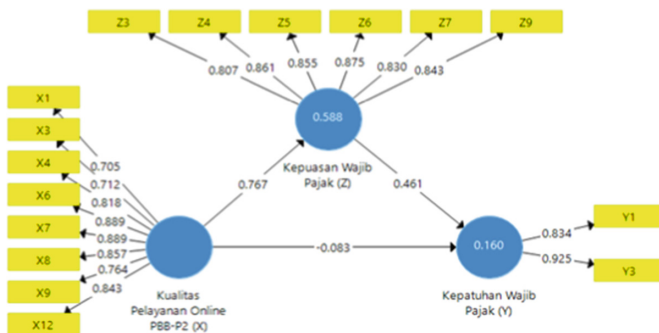 Z3
Z4
Z5
Z6
Z7
Z9
0.807
0.861
0.855
0.875
0.830
0.843
0.588
Kepuasan Wajib
Pajak (Z)
X1
X3
X4
X6
X7
X8
X9
X12
0.705
0.712
0.818
0.889
0.889
0.857
0.764
0.843
0.767
0.461
-0.083
Kualitas
Pelayanan Online
PBB-P2 (X)
0.160
Kepatuhan Wajib
Pajak (Y)
0.834
0.925
Y1
Y3